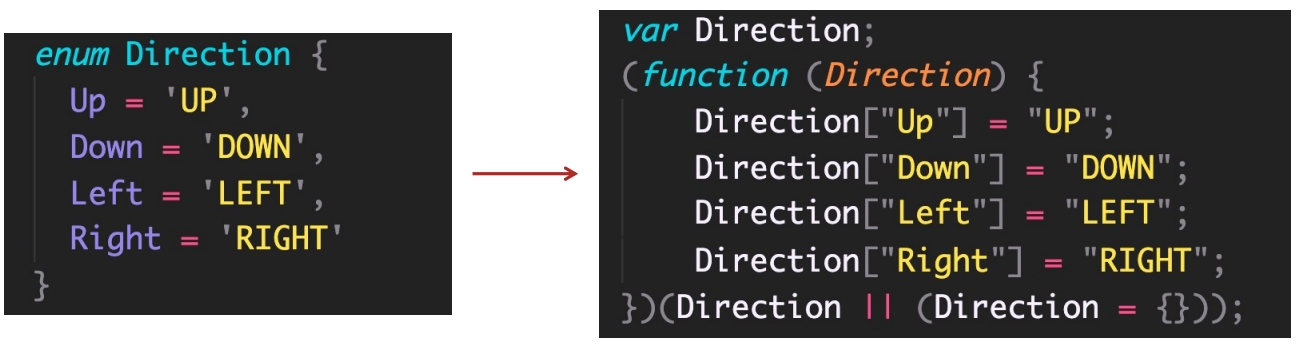 enum Direction {
  Up = 'UP',
  Down = 'DOWN',
  Left = 'LEFT',
  Right = 'RIGHT'
}
var Direction;
(function (Direction) {
    Direction["Up"] = "UP";
    Direction["Down"] = "DOWN";
    Direction["Left"] = "LEFT";
    Direction["Right"] = "RIGHT";
})(Direction || (Direction = {}));